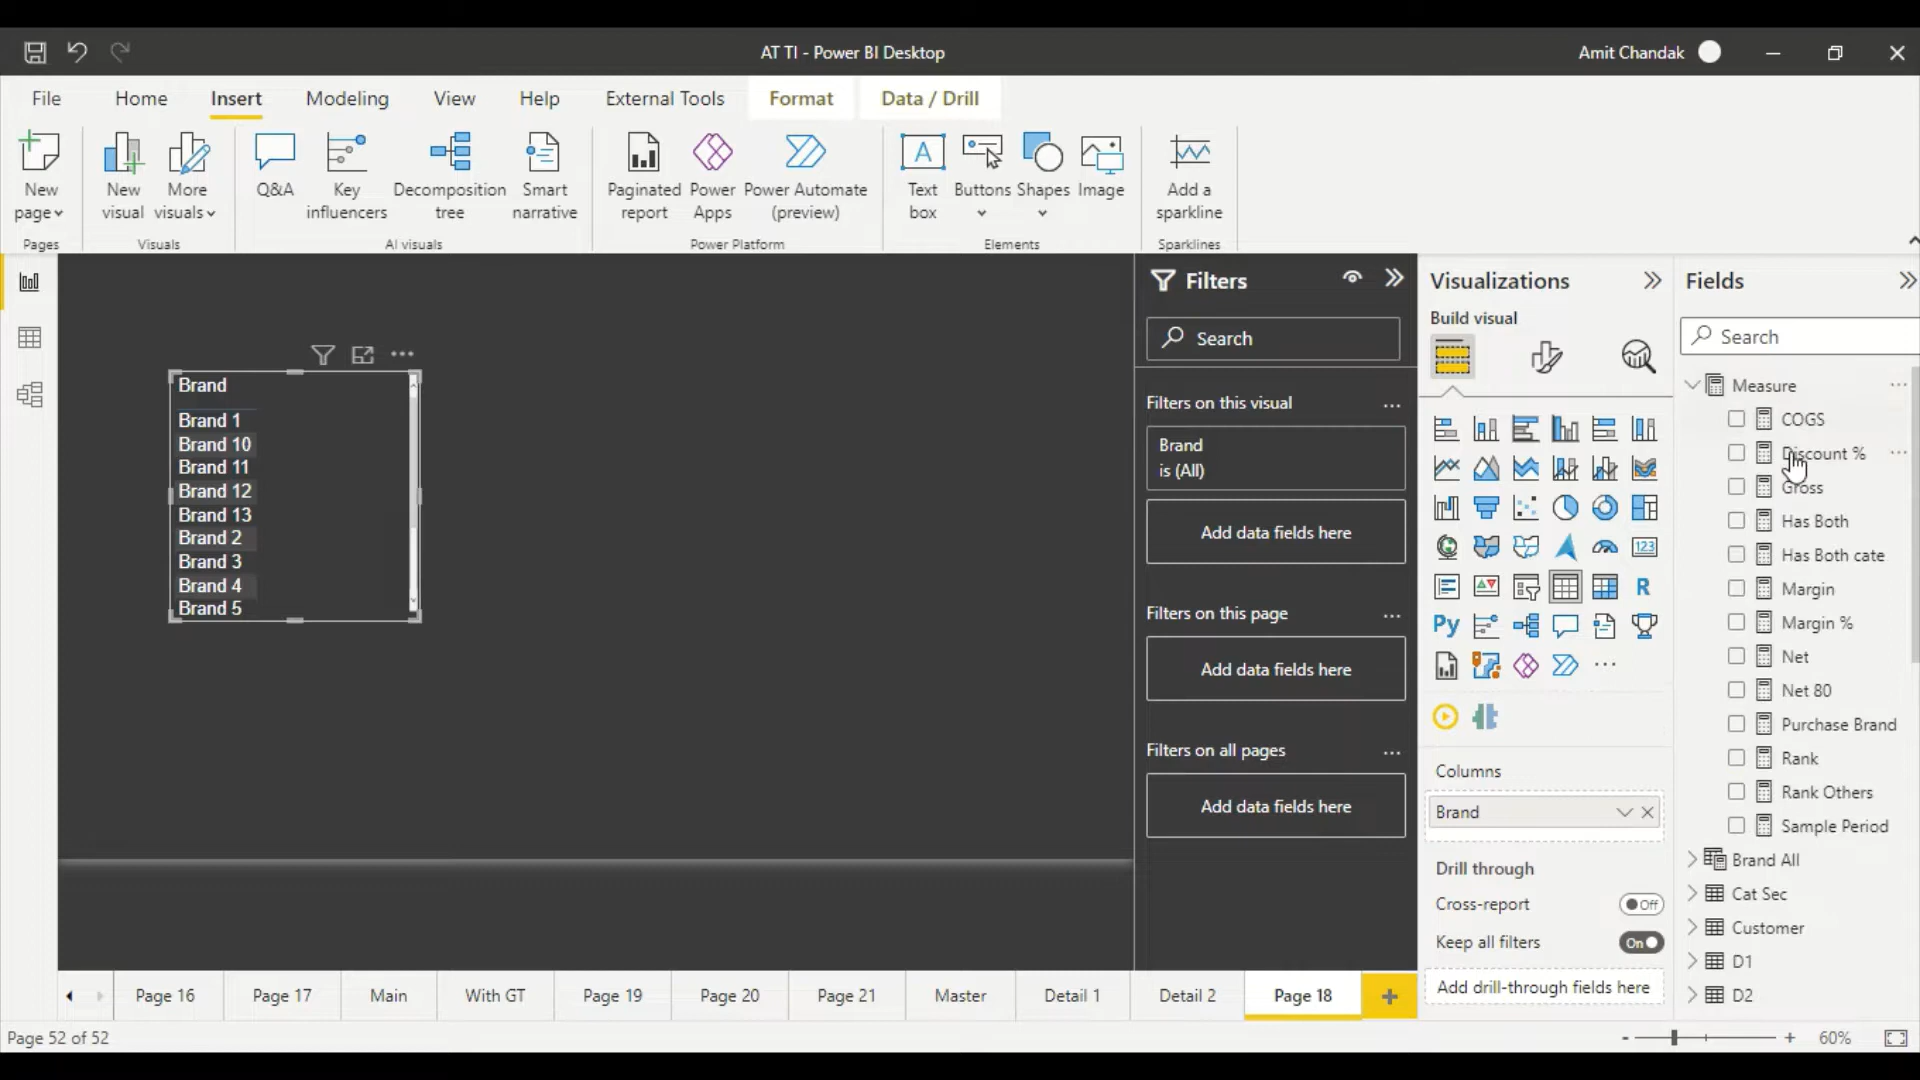 AT TI - Power BI Desktop
Amit Chandak
File
Home
Insert
Modeling
View
Help
External Tools
Format
Data / Drill
New page
New visual
More visuals
Q&A
Key influencers
Decomposition tree
Smart narrative
Paginated report
Power Apps
Power Automate (preview)
A
Text box
Buttons
Shapes
Image
Add a sparkline
Pages
Visuals
AI visuals
Power Platform
Elements
Sparklines
Brand
Brand 1
Brand 10
Brand 11
Brand 12
Brand 13
Brand 2
Brand 3
Brand 4
Brand 5
Filters
Search
Filters on this visual
Brand
is (All)
Add data fields here
Filters on this page
Add data fields here
Filters on all pages
Add data fields here
Visualizations
Build visual
123
R
Py
Columns
Brand
Drill through
Cross-report
Off
Keep all filters
On
Add drill-through fields here
Fields
Search
Measure
COGS
Discount %
Gross
Has Both
Has Both cate
Margin
Margin %
Net
Net 80
Purchase Brand
Rank
Rank Others
Sample Period
Brand All
Cat Sec
Customer
D1
D2
Page 16
Page 17
Main
With GT
Page 19
Page 20
Page 21
Master
Detail 1
Detail 2
Page 18
Page 52 of 52
60%